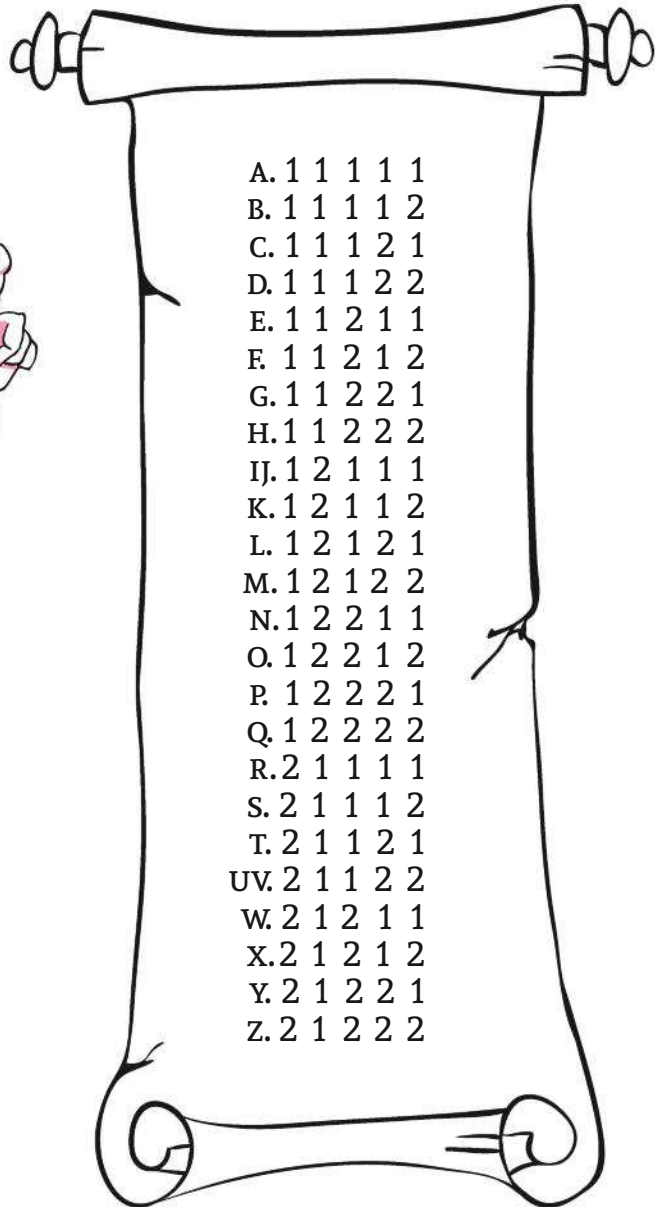 A. 1 1 1 1 1
B. 1 1 1 1 2
C. 1 1 1 2 1
D. 1 1 1 2 2
E. 1 1 2 1 1
F. 1 1 2 1 2
G. 1 1 2 2 1
H. 1 1 2 2 2
IJ. 1 2 1 1 1
K. 1 2 1 1 2
L. 1 2 1 2 1
M. 1 2 1 2 2
N. 1 2 2 1 1
O. 1 2 2 1 2
P. 1 2 2 2 1
Q. 1 2 2 2 2
R. 2 1 1 1 1
S. 2 1 1 1 2
T. 2 1 1 2 1
UV. 2 1 1 2 2
W. 2 1 2 1 1
X. 2 1 2 1 2
Y. 2 1 2 2 1
Z. 2 1 2 2 2